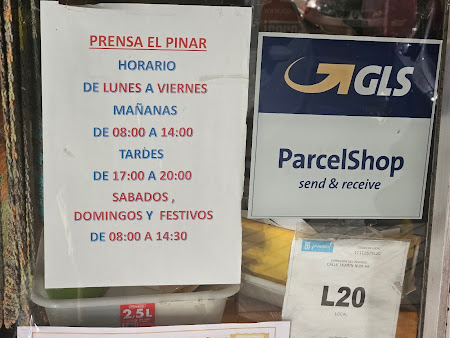 PRENSA EL PINAR
HORARIO
DE LUNES A VIERNES
MAÑANAS
DE 08:00 A 14:00
TARDES
DE 17:00 A 20:00
SABADOS ,
DOMINGOS Y FESTIVOS
DE 08:00 A 14:30
GLS
ParcelShop
send & receive
L20
LOCAL
2.5L